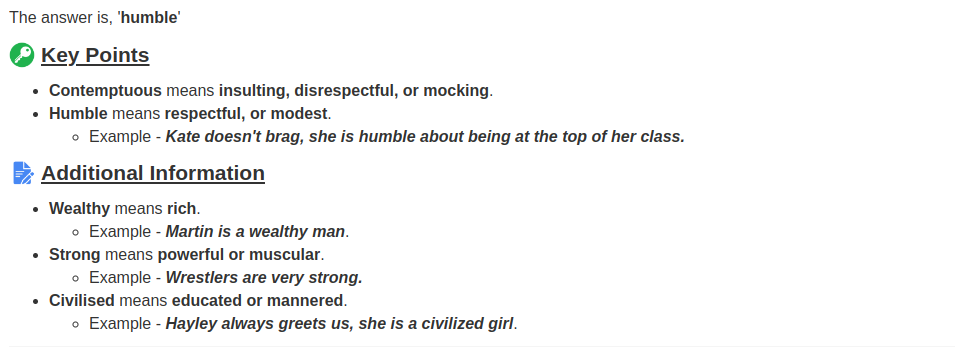 The answer is, 'humble'
Key Points
• Contemptuous means insulting, disrespectful, or mocking.
• Humble means respectful, or modest.
◦ Example - Kate doesn't brag, she is humble about being at the top of her class.
Additional Information
• Wealthy means rich.
◦ Example - Martin is a wealthy man.
• Strong means powerful or muscular.
◦ Example - Wrestlers are very strong.
• Civilised means educated or mannered.
◦ Example - Hayley always greets us, she is a civilized girl.